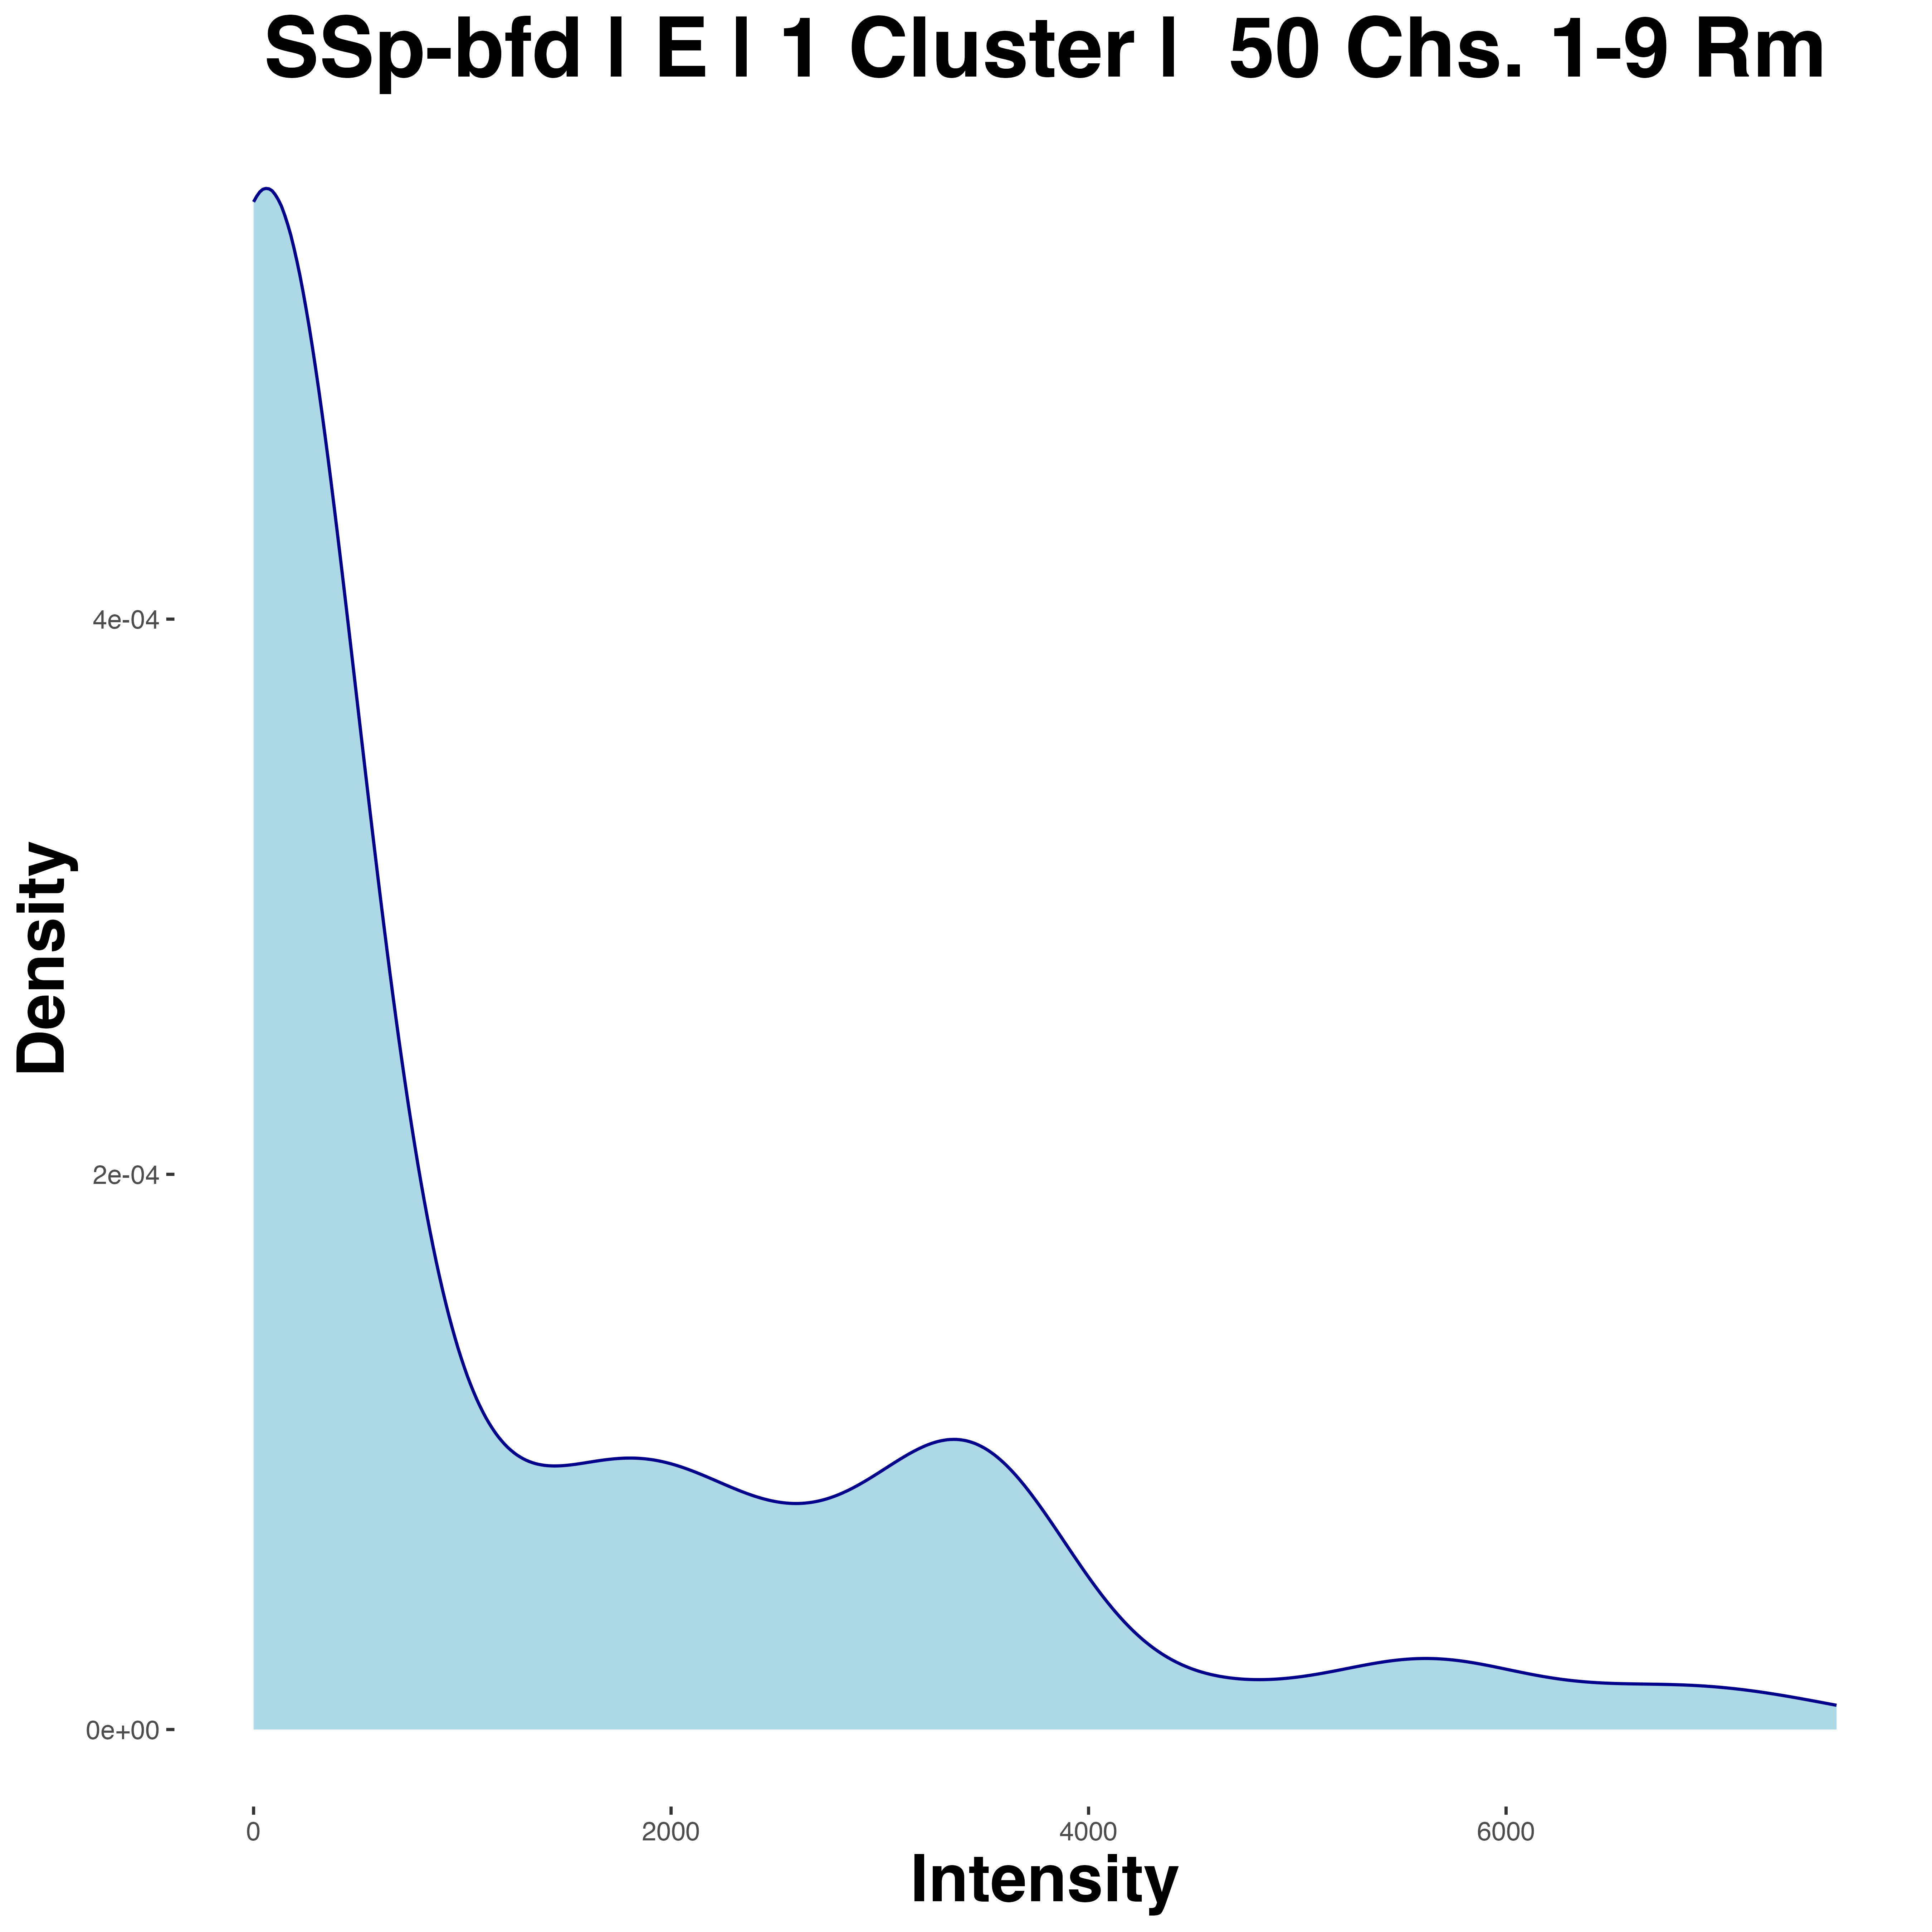 SSp-bfd | E | 1 Cluster |  50 Chs. 1-9 Rm
Density
4e-04
2e-04
0e+00
0
2000
4000
6000
Intensity